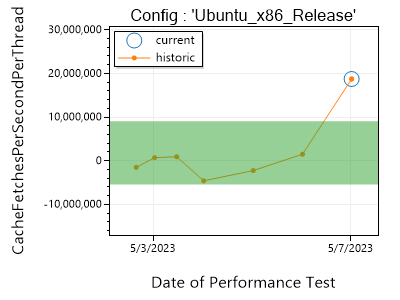 Config : 'Ubuntu_x86_Release'
CacheFetchesPerSecondPerThread
30,000,000
20,000,000
10,000,000
0
-10,000,000
current
historic
5/3/2023
5/7/2023
Date of Performance Test